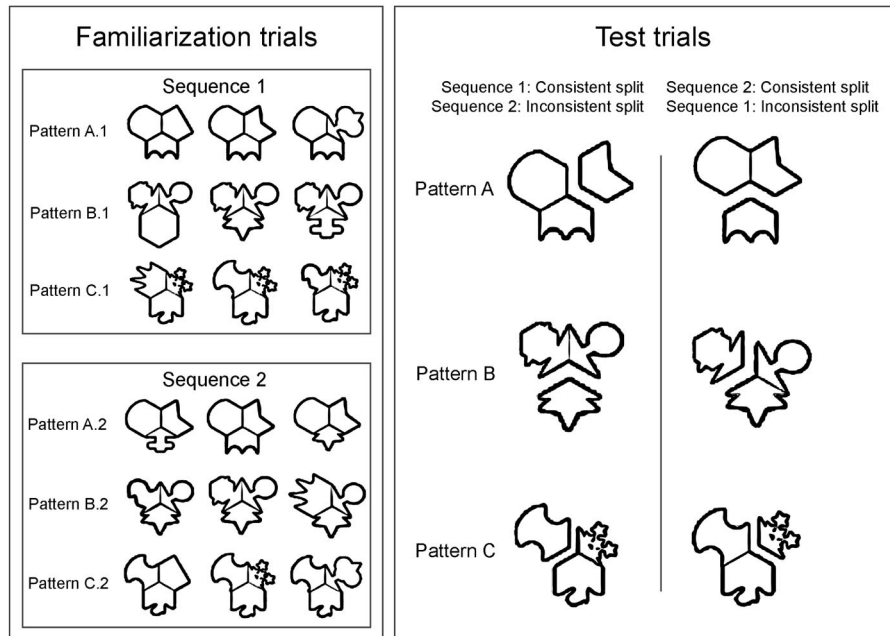 Familiarization trials
Sequence 1
Pattern A.1
Pattern B.1
Pattern C.1
Sequence 2
Pattern A.2
Pattern B.2
Pattern C.2
Test trials
Sequence 1: Consistent split
Sequence 2: Inconsistent split
Sequence 2: Consistent split
Sequence 1: Inconsistent split
Pattern A
Pattern B
Pattern C